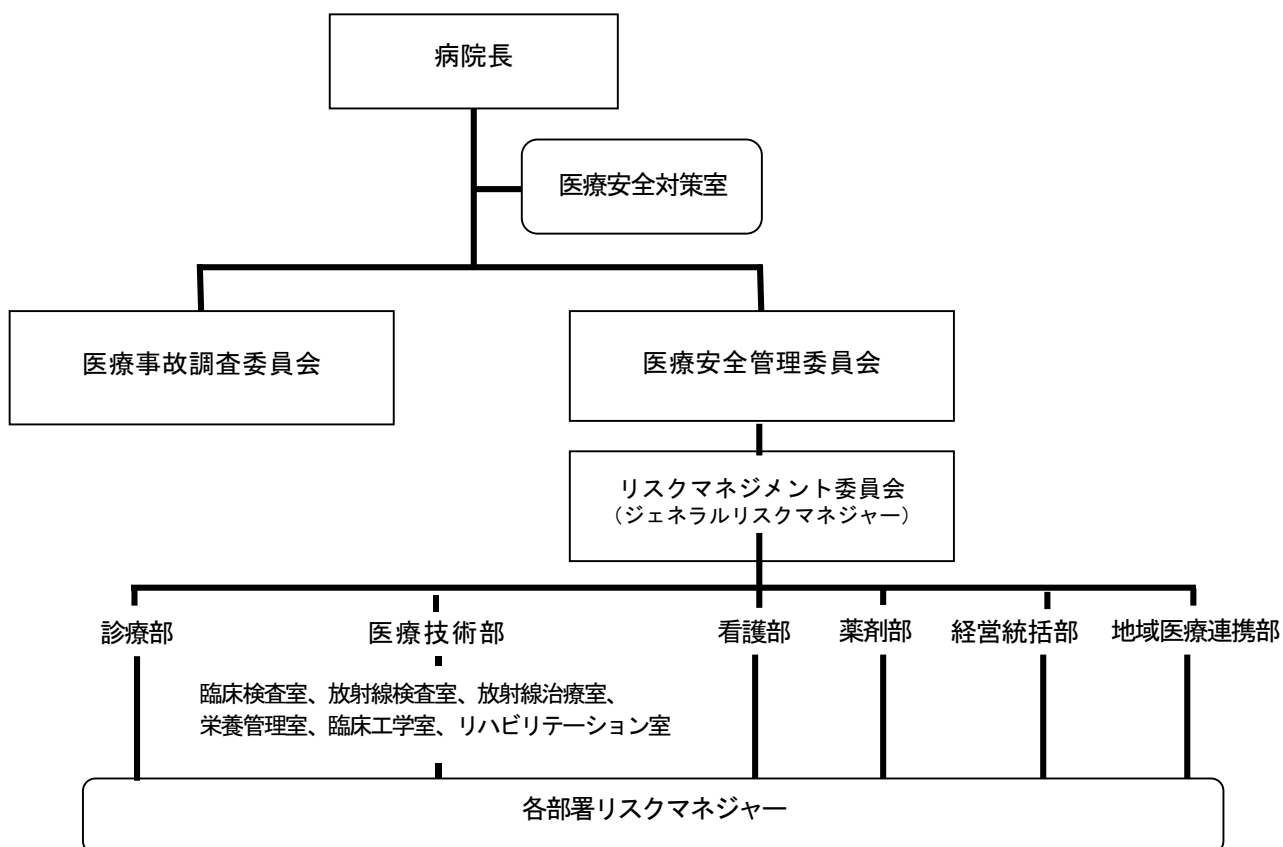 病院長
医療安全対策室
医療事故調査委員会
医療安全管理委員会
リスクマネジメント委員会
（ジェネラルリスクマネジャー）
診療部
医療技術部
看護部
薬剤部
経営統括部
地域医療連携部
臨床検査室、放射線検査室、放射線治療室、
栄養管理室、臨床工学室、リハビリテーション室
各部署リスクマネジャー